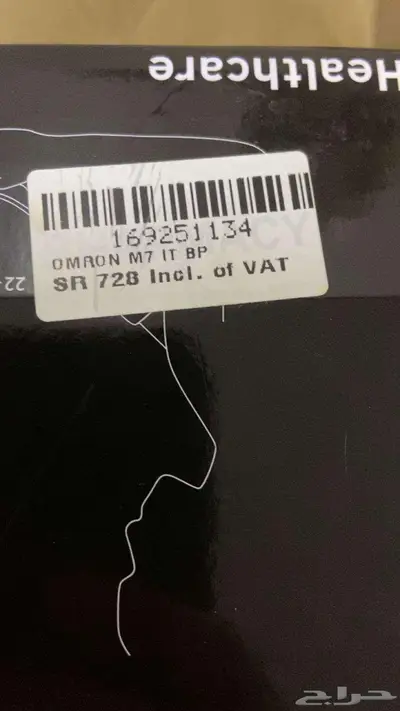 Healthcare
169251134
OMRON M7 IT BP
SR 728 Incl. of VAT
حراج